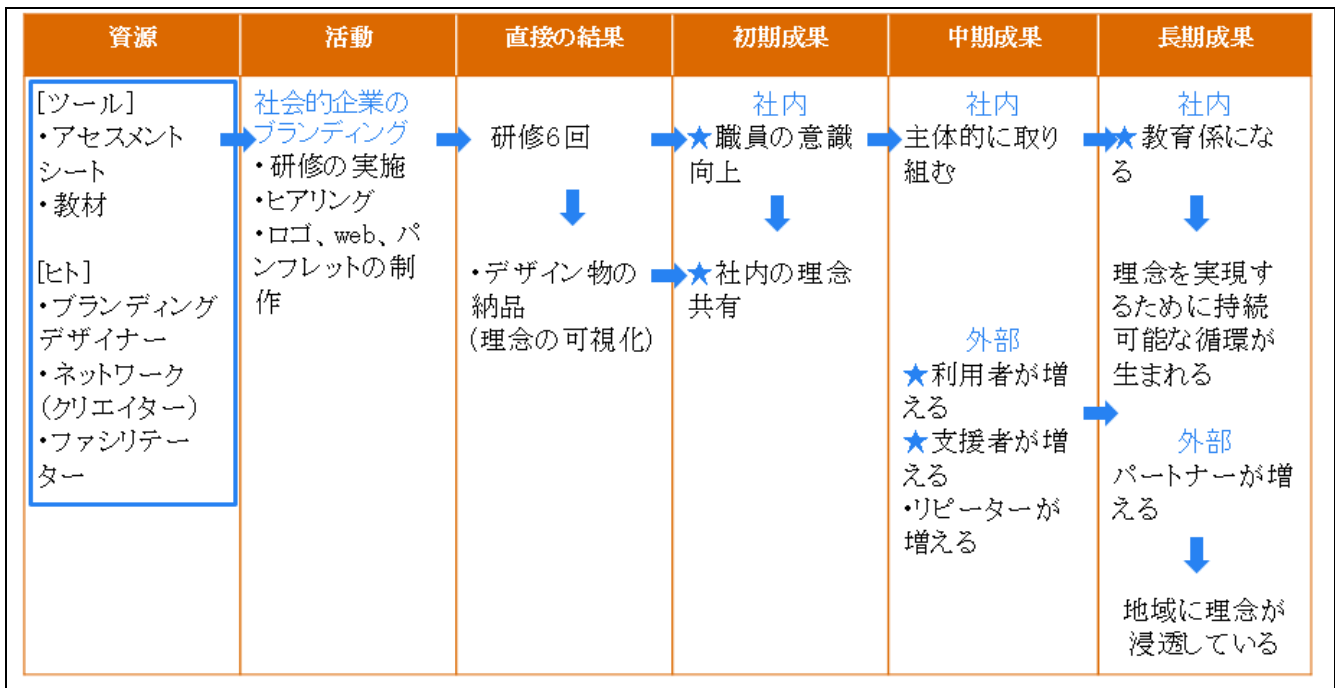 資源
活動
直接の結果
初期成果
中期成果
長期成果
[ツール]
・アセスメント
シート
・教材
[ヒト]
・ブランディング
デザイナー
・ネットワーク
(クリエイター)
・ファシリテー
ター
社会的企業の
ブランディング
・研修の実施
・ヒアリング
・ロゴ、web、パ
ンフレットの制
作
研修6回
・デザイン物の
納品
(理念の可視化)
社内
★職員の意識
向上
★社内の理念
共有
社内
主体的に取り
組む
外部
★利用者が増
える
★支援者が増
える
・リピーターが
増える
社内
★教育係にな
る
理念を実現す
るために持続
可能な循環が
生まれる
外部
パートナーが増
える
地域に理念が
浸透している